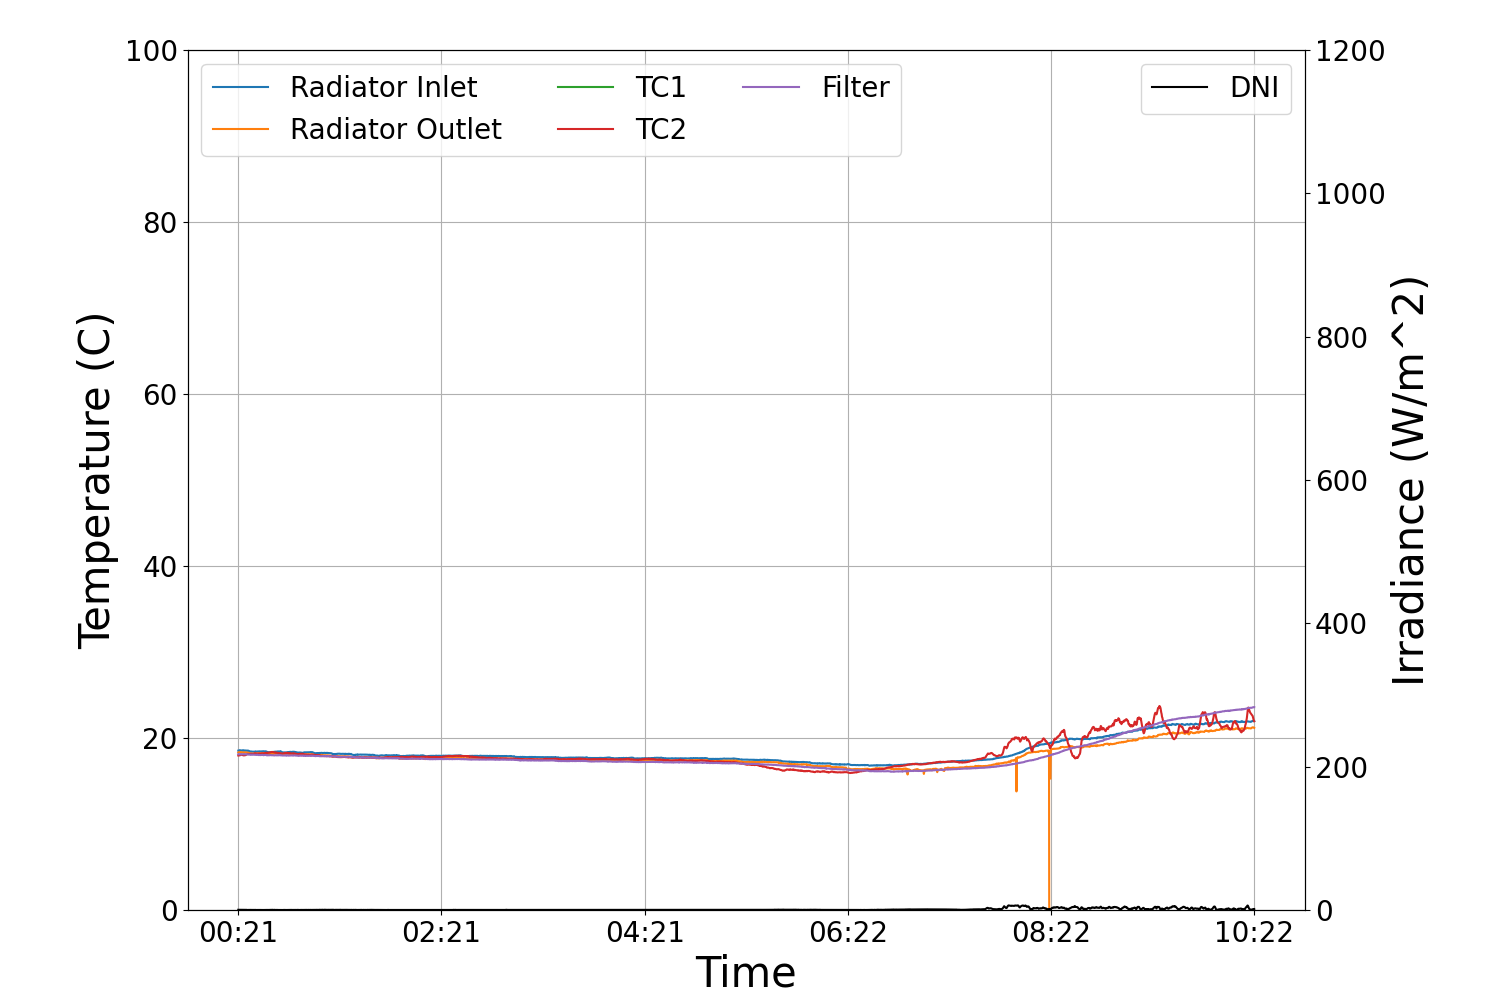 Radiator Inlet
Radiator Outlet
TC1
TC2
Filter
DNI
100
80
60
40
20
0
Temperature (C)
1200
1000
800
600
400
200
0
Irradiance (W/m^2)
00:21 02:21 04:21 06:22 08:22 10:22
Time